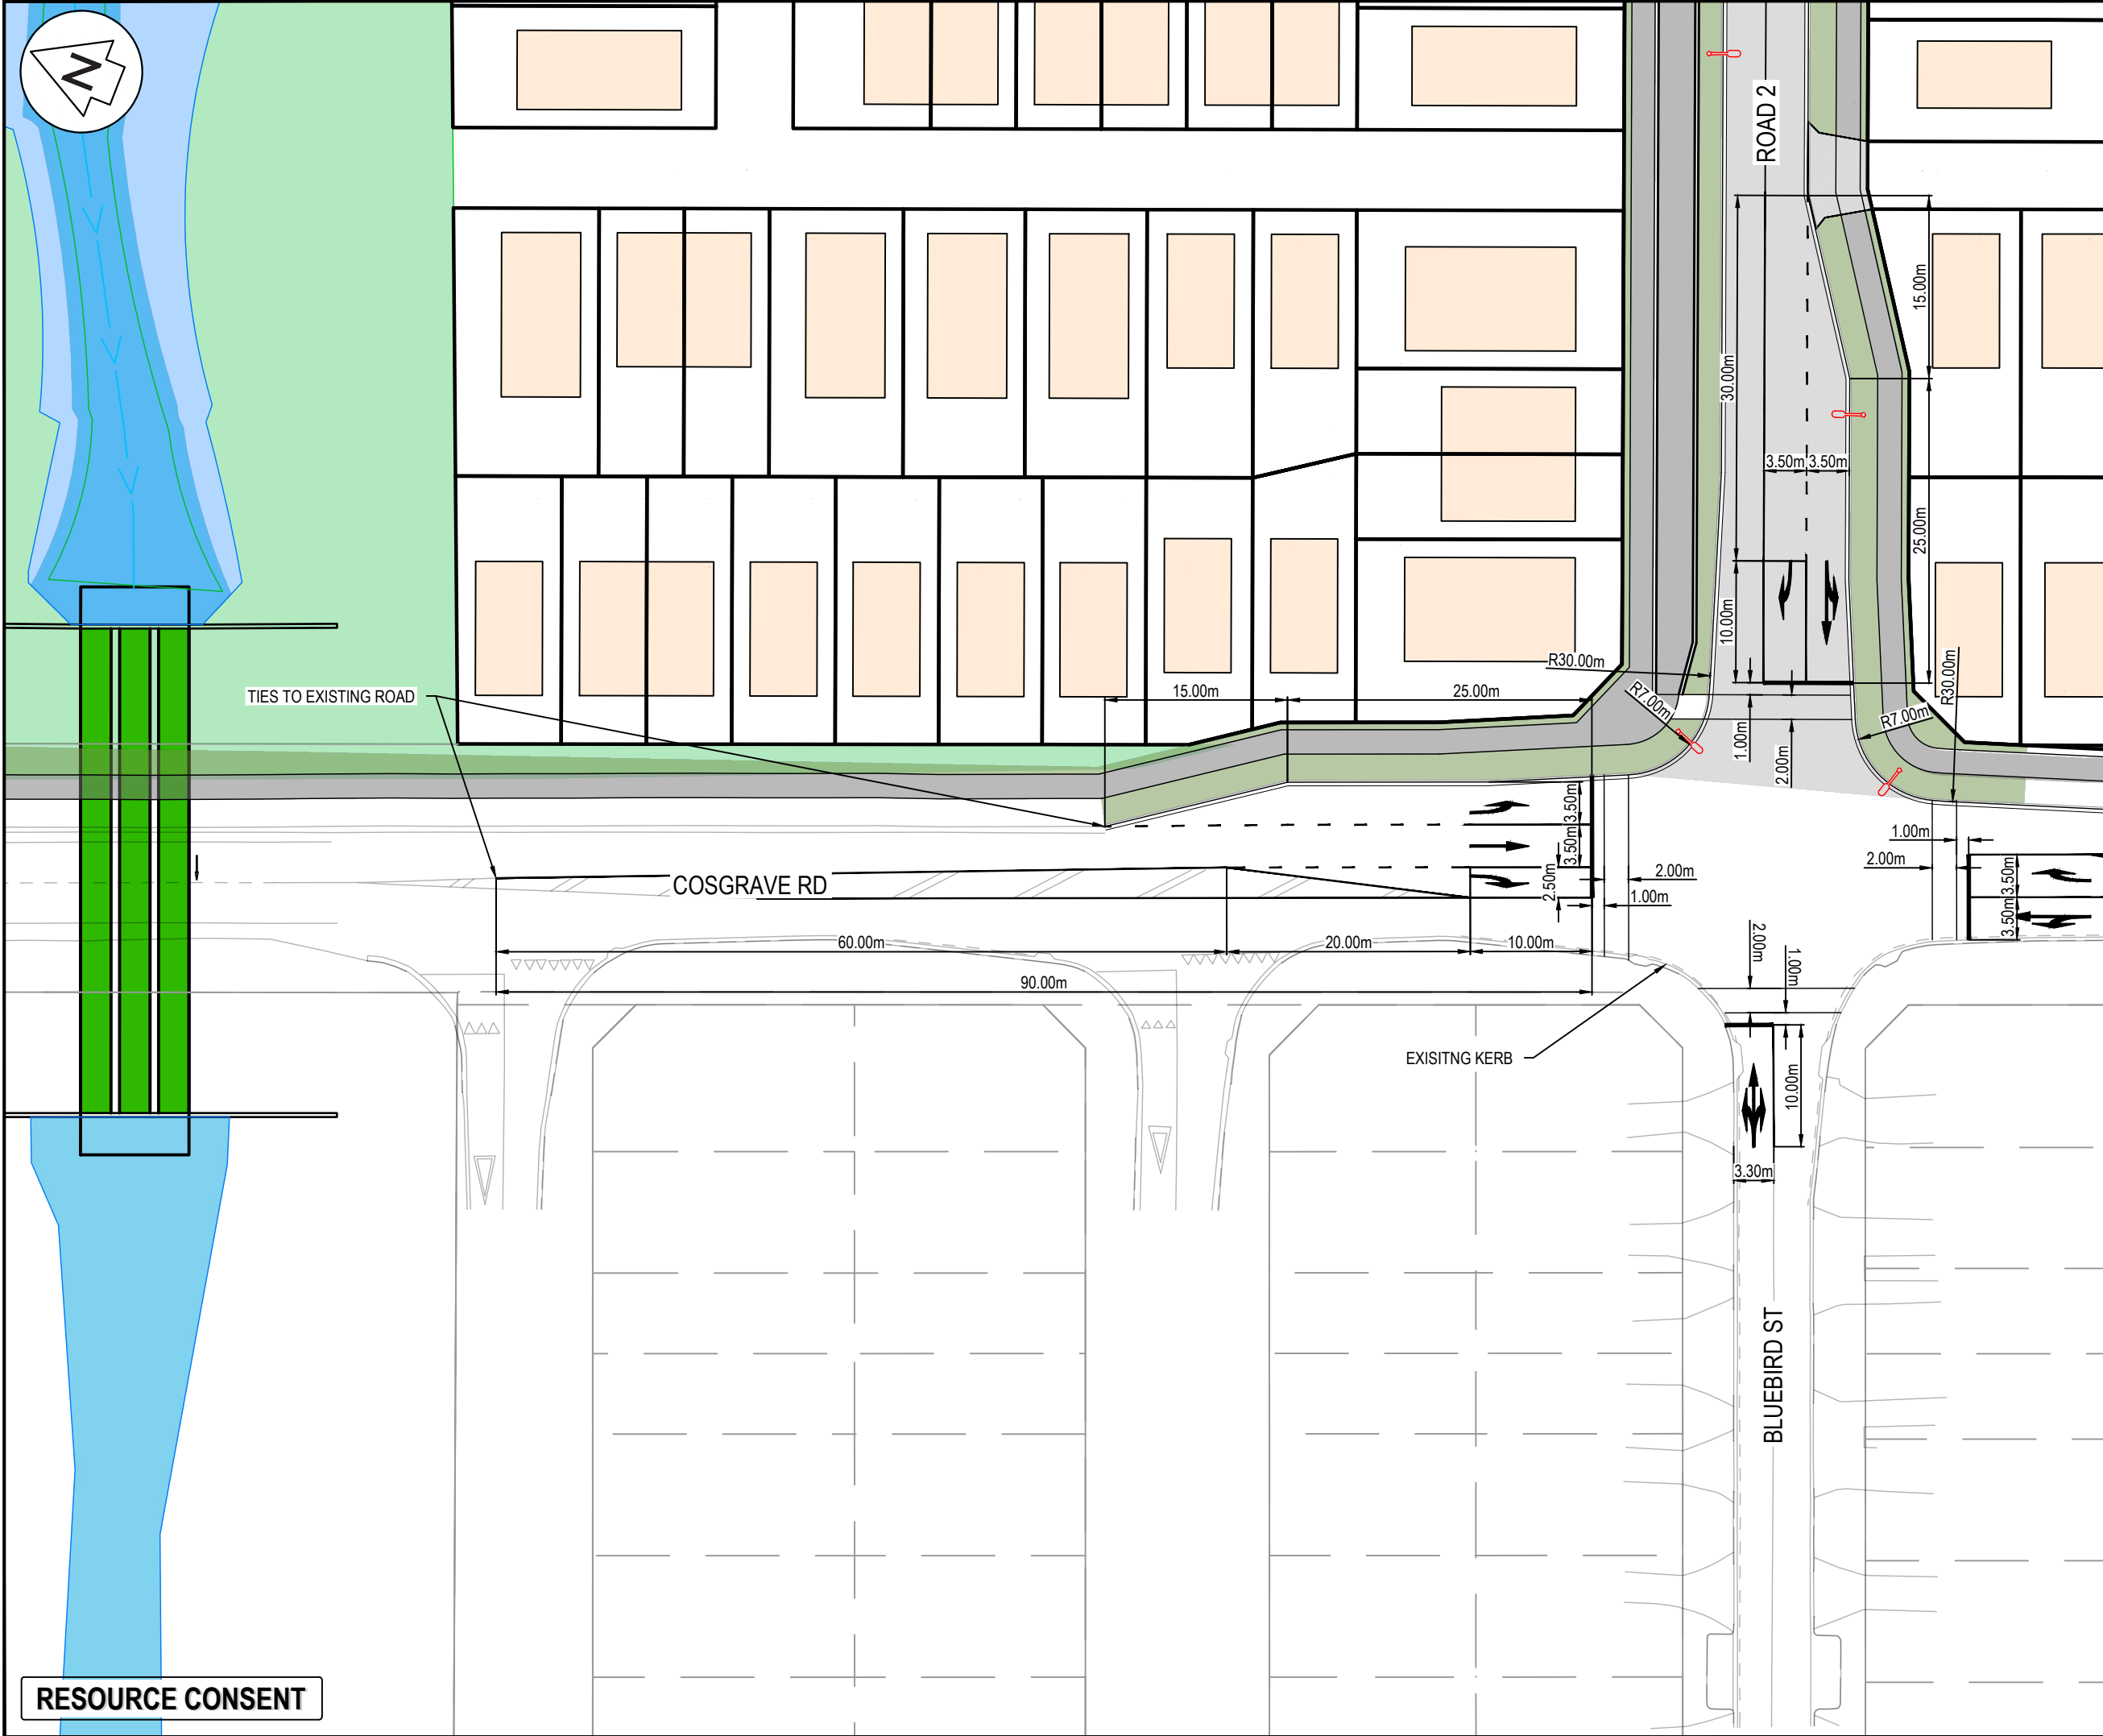 N
ROAD 2
15.00m
30.00m
3.50m
3.50m
25.00m
10.00m
R30.00m
R30.00m
TIES TO EXISTING ROAD
15.00m
25.00m
R7.00m
R7.00m
1.00m
2.00m
3.50m
3.50m
2.50m
1.00m
2.00m
COSGRAVE RD
2.00m
1.00m
3.50m
3.50m
60.00m
20.00m
10.00m
2.00m
1.00m
90.00m
EXISITNG KERB
10.00m
3.30m
BLUEBIRD ST
RESOURCE CONSENT